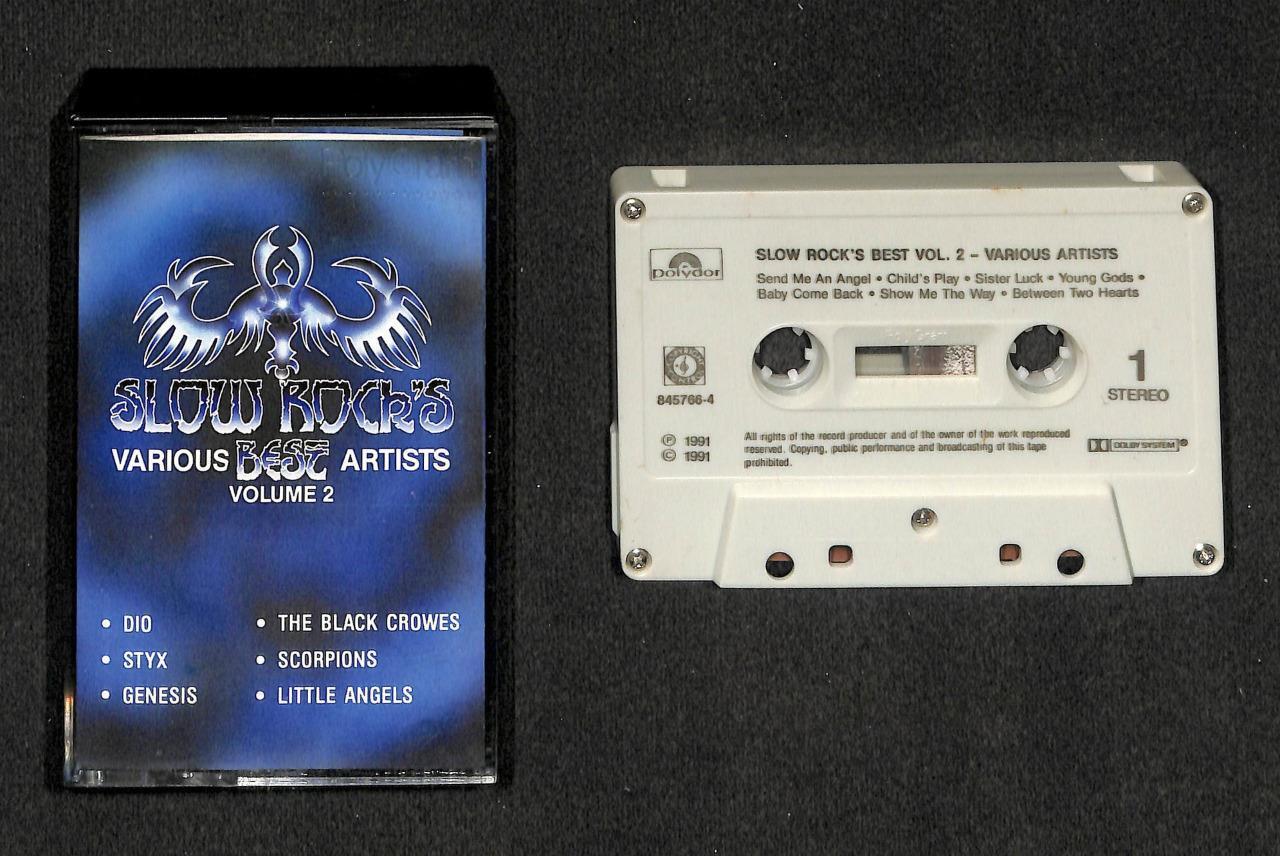 SLOW ROCK'S
VARIOUS BEST ARTISTS
VOLUME 2
• DIO
• STYX
• GENESIS
• THE BLACK CROWES
• SCORPIONS
• LITTLE ANGELS
polydor
SLOW ROCK'S BEST VOL. 2 – VARIOUS ARTISTS
Send Me An Angel • Child's Play • Sister Luck • Young Gods •
Baby Come Back • Show Me The Way • Between Two Hearts
845766-4
1
STEREO
Ⓟ 1991
© 1991
All rights of the record producer and of the owner of the work reproduced
reserved. Copying, public performance and broadcasting of this tape
prohibited.
DOLBY SYSTEM®